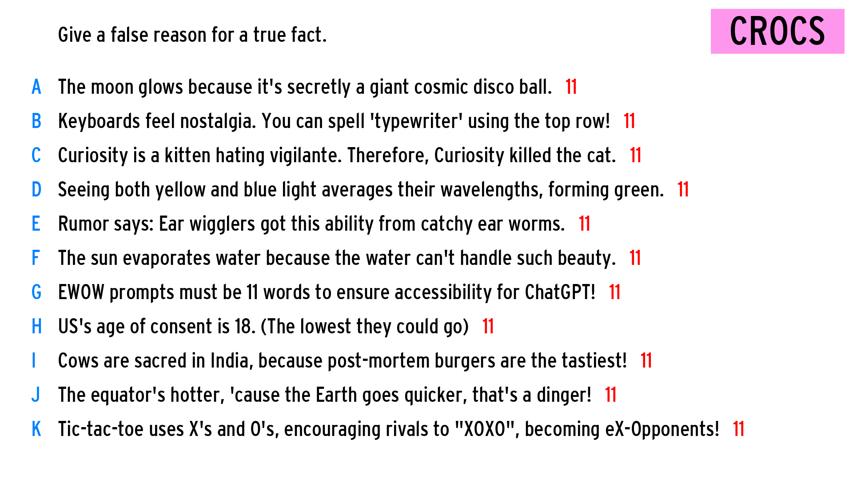 Give a false reason for a true fact.
CROCS
A The moon glows because it's secretly a giant cosmic disco ball. 11
B Keyboards feel nostalgia. You can spell 'typewriter' using the top row! 11
C Curiosity is a kitten hating vigilante. Therefore, Curiosity killed the cat. 11
D Seeing both yellow and blue light averages their wavelengths, forming green. 11
E Rumor says: Ear wigglers got this ability from catchy ear worms. 11
F The sun evaporates water because the water can't handle such beauty. 11
G EWOW prompts must be 11 words to ensure accessibility for ChatGPT! 11
H US's age of consent is 18. (The lowest they could go) 11
I Cows are sacred in India, because post-mortem burgers are the tastiest! 11
J The equator's hotter, 'cause the Earth goes quicker, that's a dinger! 11
K Tic-tac-toe uses X's and O's, encouraging rivals to "XOXO", becoming eX-Opponents! 11